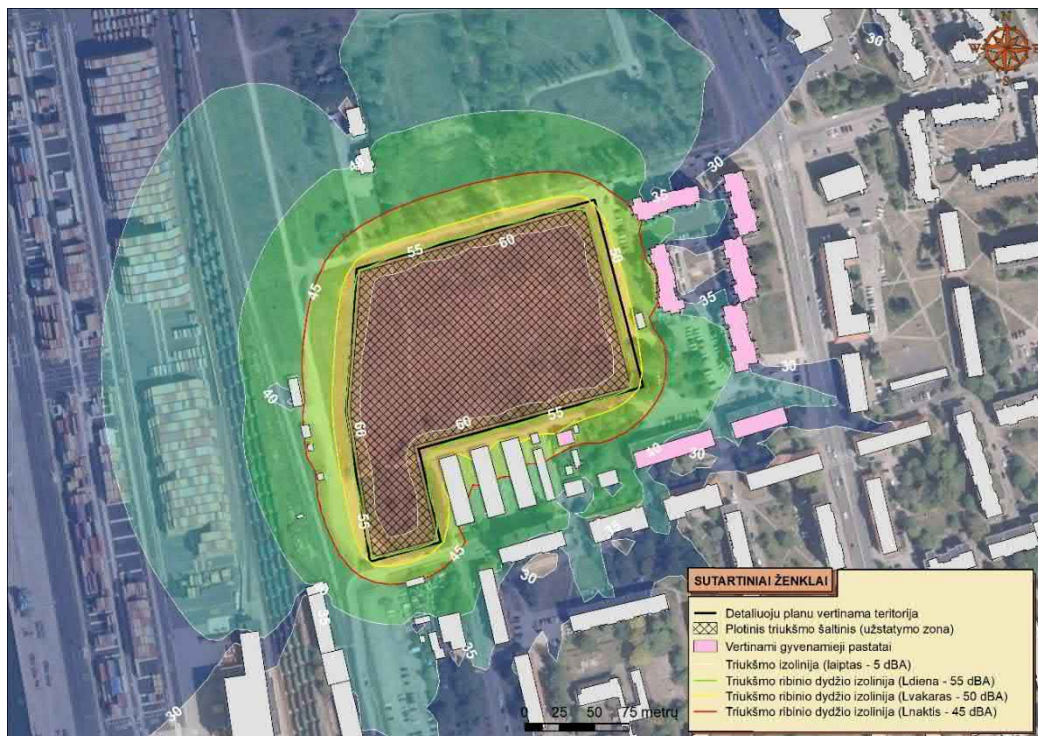 N
W E
S
30
40
35
30
55
60
50
45
35
40
60
55
30
60
40
30
55
45
35
30
35
35
30
SUTARTINIAI ŽENKLAI
Detaliuoju planu vertinama teritorija
Plotinis triukšmo šaltinis (užstatymo zona)
Vertinami gyvenamieji pastatai
Triukšmo izolinija (laiptas - 5 dBA)
Triukšmo ribinio dydžio izolinija (Ldiena - 55 dBA)
Triukšmo ribinio dydžio izolinija (Lvakaras - 50 dBA)
Triukšmo ribinio dydžio izolinija (Lnaktis - 45 dBA)
0 25 50 75 metrų